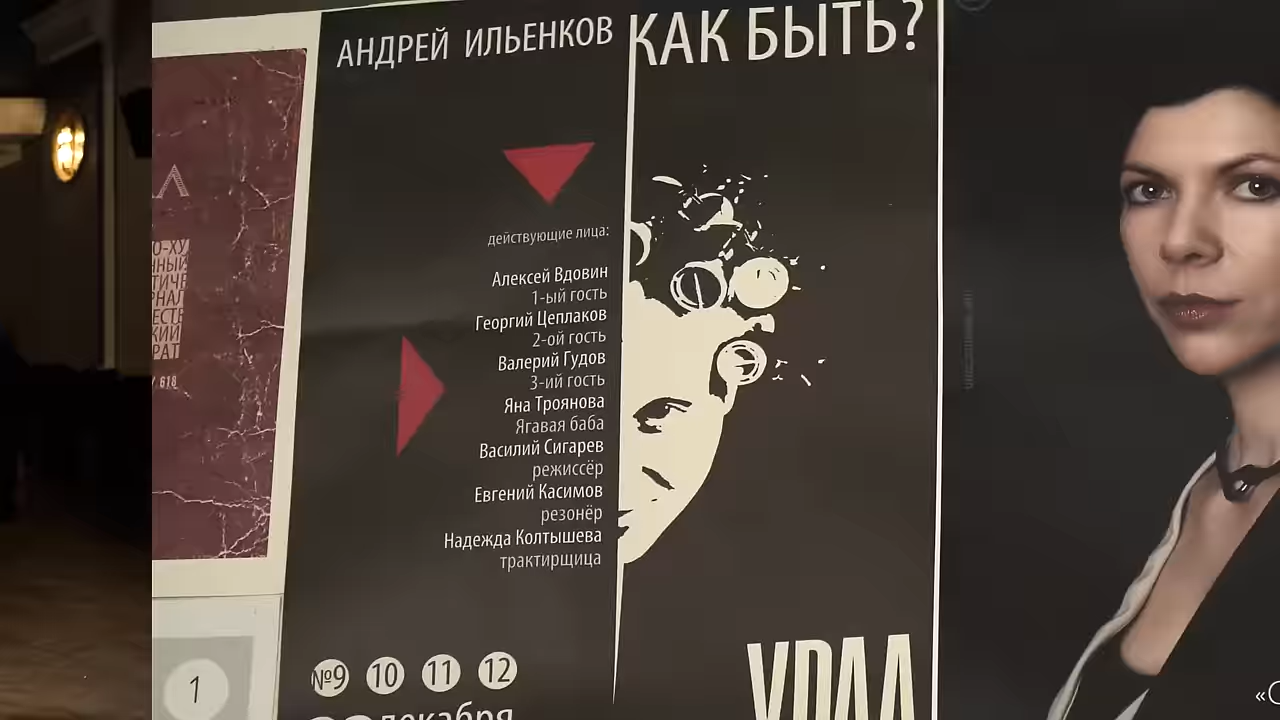 АНДРЕЙ ИЛЬЕНКОВ
КАК БЫТЬ?
действующие лица:
Алексей Вдовин
1-ый гость
Георгий Цеплаков
2-ой гость
Валерий Гудов
3-ий гость
Яна Троянова
Ягавая баба
Василий Сигарев
режиссёр
Евгений Касимов
резонёр
Надежда Колтышева
трактирщица
№9 10 11 12
декабря
УРАЛ
1
618